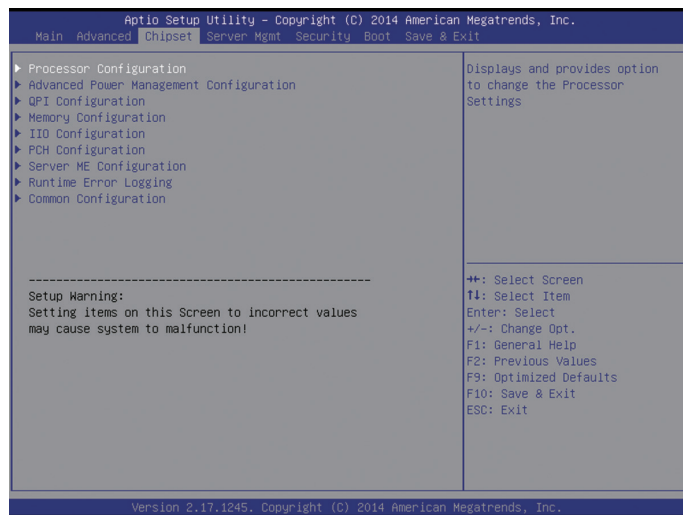 Aptio Setup Utility – Copyright (C) 2014 American Megatrends, Inc.
Main Advanced Chipset Server Mgmt Security Boot Save & Exit
Processor Configuration
Advanced Power Management Configuration
QPI Configuration
Memory Configuration
IIO Configuration
PCH Configuration
Server ME Configuration
Runtime Error Logging
Common Configuration
--------------------------------------------------
Setup Warning:
Setting items on this Screen to incorrect values
may cause system to malfunction!
Displays and provides option
to change the Processor
Settings
→←: Select Screen
↑↓: Select Item
Enter: Select
+/-: Change Opt.
F1: General Help
F2: Previous Values
F9: Optimized Defaults
F10: Save & Exit
ESC: Exit
Version 2.17.1245. Copyright (C) 2014 American Megatrends, Inc.